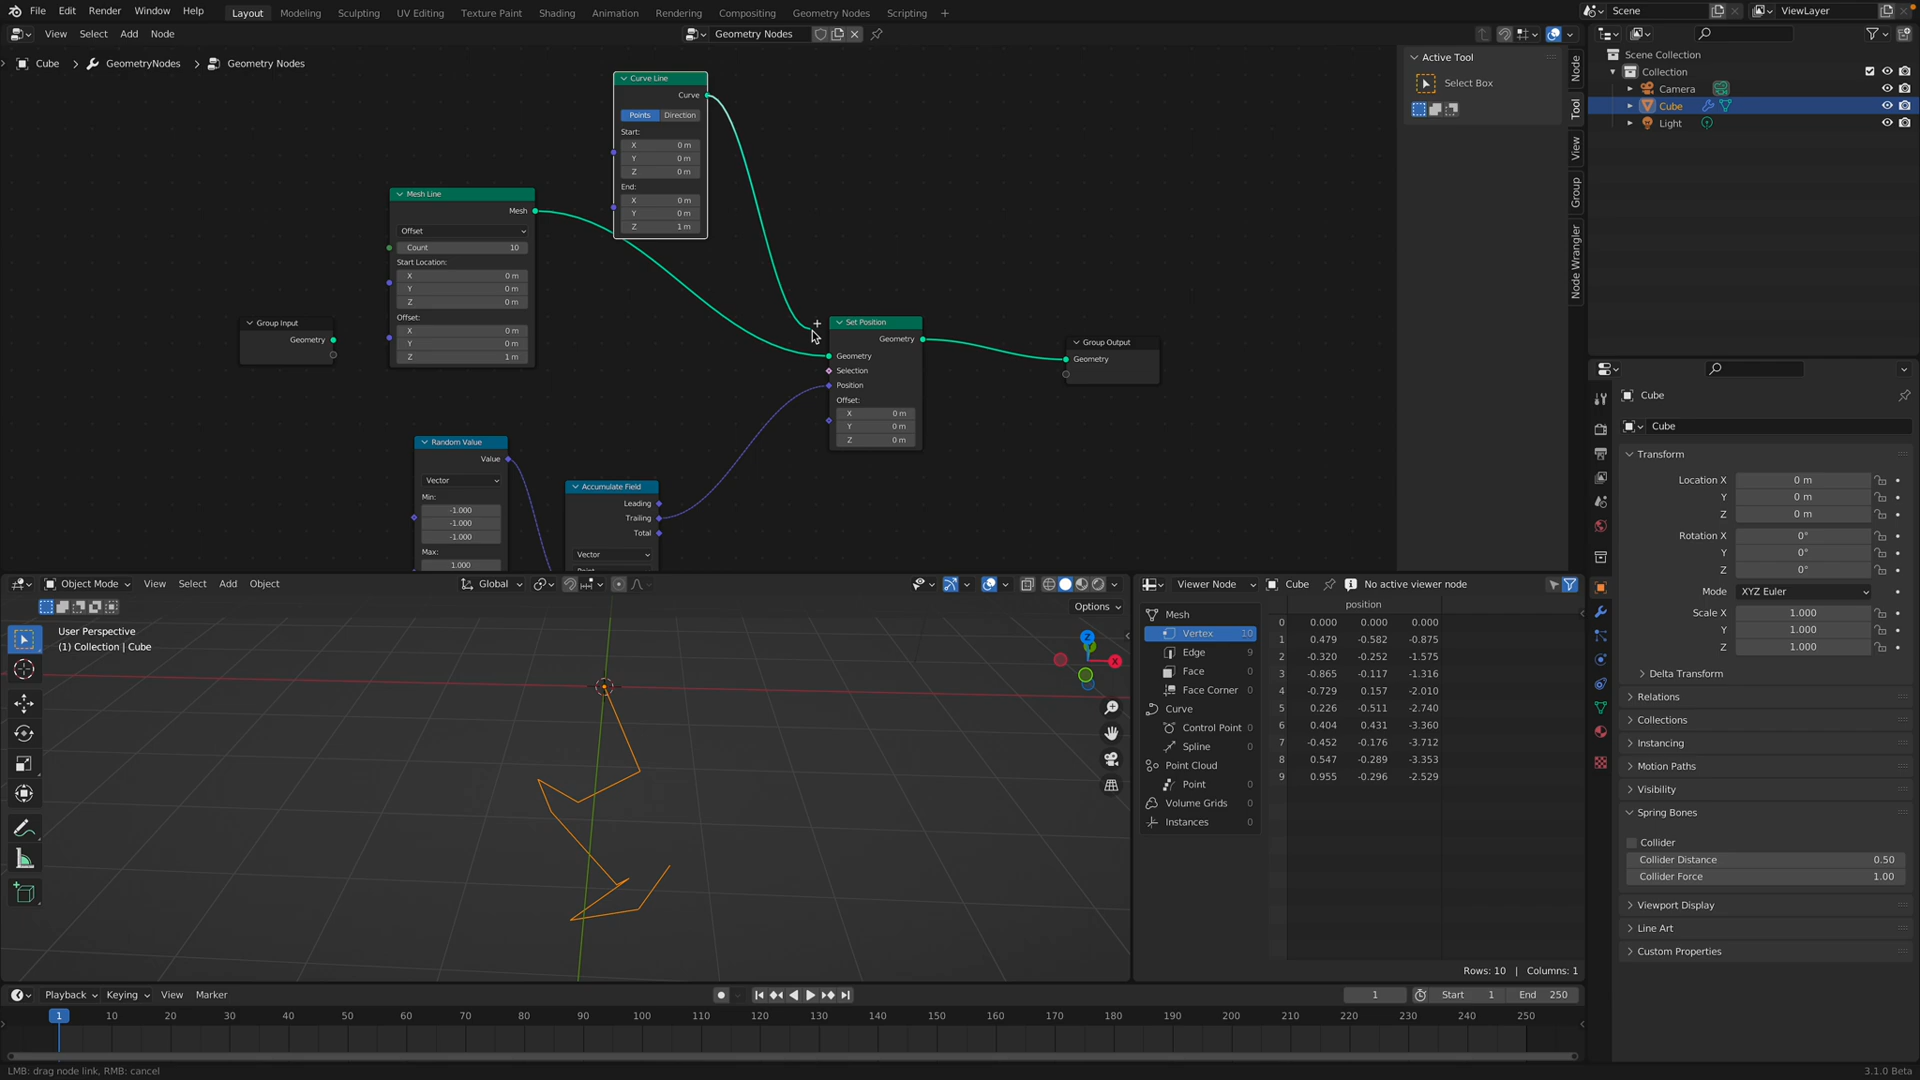 File Edit Render Window Help Layout Modeling Sculpting UV Editing Texture Paint Shading Animation Rendering Compositing Geometry Nodes Scripting + Scene ViewLayer
View Select Add Node Geometry Nodes
Cube > GeometryNodes > Geometry Nodes
Curve Line
Curve
Points Direction
Start:
X 0 m
Y 0 m
Z 0 m
End:
X 0 m
Y 0 m
Z 1 m
Mesh Line
Mesh
Offset
Count 10
Start Location:
X 0 m
Y 0 m
Z 0 m
Offset:
X 0 m
Y 0 m
Z 1 m
Group Input
Geometry
Set Position
Geometry
Geometry
Selection
Position
Offset:
X 0 m
Y 0 m
Z 0 m
Group Output
Geometry
Random Value
Value
Vector
Min:
-1.000
-1.000
-1.000
Max:
1.000
Accumulate Field
Leading
Trailing
Total
Vector
Active Tool
Select Box
Node
Tool
View
Group
Node Wrangler
Scene Collection
Collection
Camera
Cube
Light
Cube
Cube
Transform
Location X 0 m
Y 0 m
Z 0 m
Rotation X 0°
Y 0°
Z 0°
Mode XYZ Euler
Scale X 1.000
Y 1.000
Z 1.000
Delta Transform
Relations
Collections
Instancing
Motion Paths
Visibility
Spring Bones
Collider
Collider Distance 0.50
Collider Force 1.00
Viewport Display
Line Art
Custom Properties
Object Mode View Select Add Object Global
Options
User Perspective
(1) Collection | Cube
Z
X
Viewer Node Cube No active viewer node
Mesh
Vertex 10
Edge 9
Face 0
Face Corner 0
Curve
Control Point 0
Spline 0
Point Cloud
Point 0
Volume Grids 0
Instances 0
position
0 0.000 0.000 0.000
1 0.479 -0.582 -0.875
2 -0.320 -0.252 -1.575
3 -0.865 -0.117 -1.316
4 -0.729 0.157 -2.010
5 0.226 -0.511 -2.740
6 0.404 0.431 -3.360
7 -0.452 -0.176 -3.712
8 0.547 -0.289 -3.353
9 0.955 -0.296 -2.529
Rows: 10 | Columns: 1
Playback Keying View Marker 1 Start 1 End 250
1 10 20 30 40 50 60 70 80 90 100 110 120 130 140 150 160 170 180 190 200 210 220 230 240 250
LMB: drag node link, RMB: cancel 3.1.0 Beta